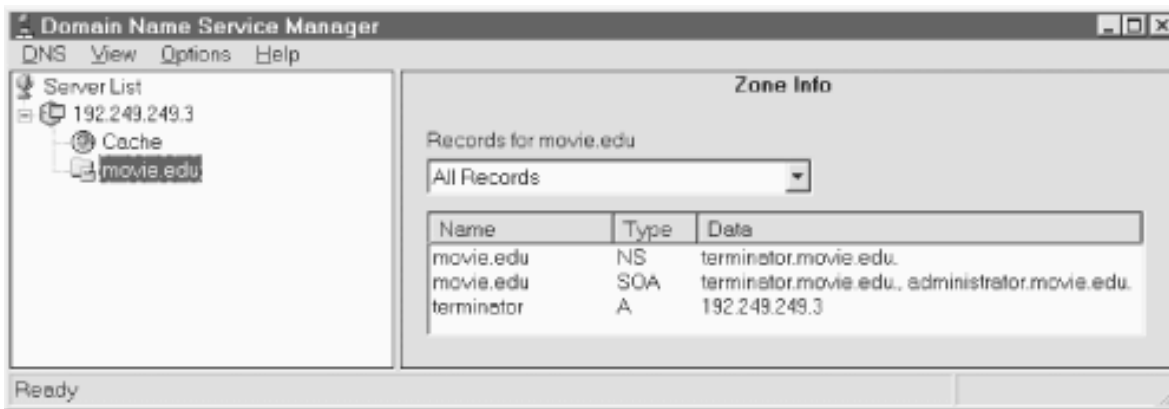 Domain Name Service Manager
DNS View Options Help
Server List
192.249.249.3
Cache
movie.edu
Zone Info
Records for movie.edu
All Records
Name Type Data
movie.edu NS terminator.movie.edu.
movie.edu SOA terminator.movie.edu., administrator.movie.edu.
terminator A 192.249.249.3
Ready